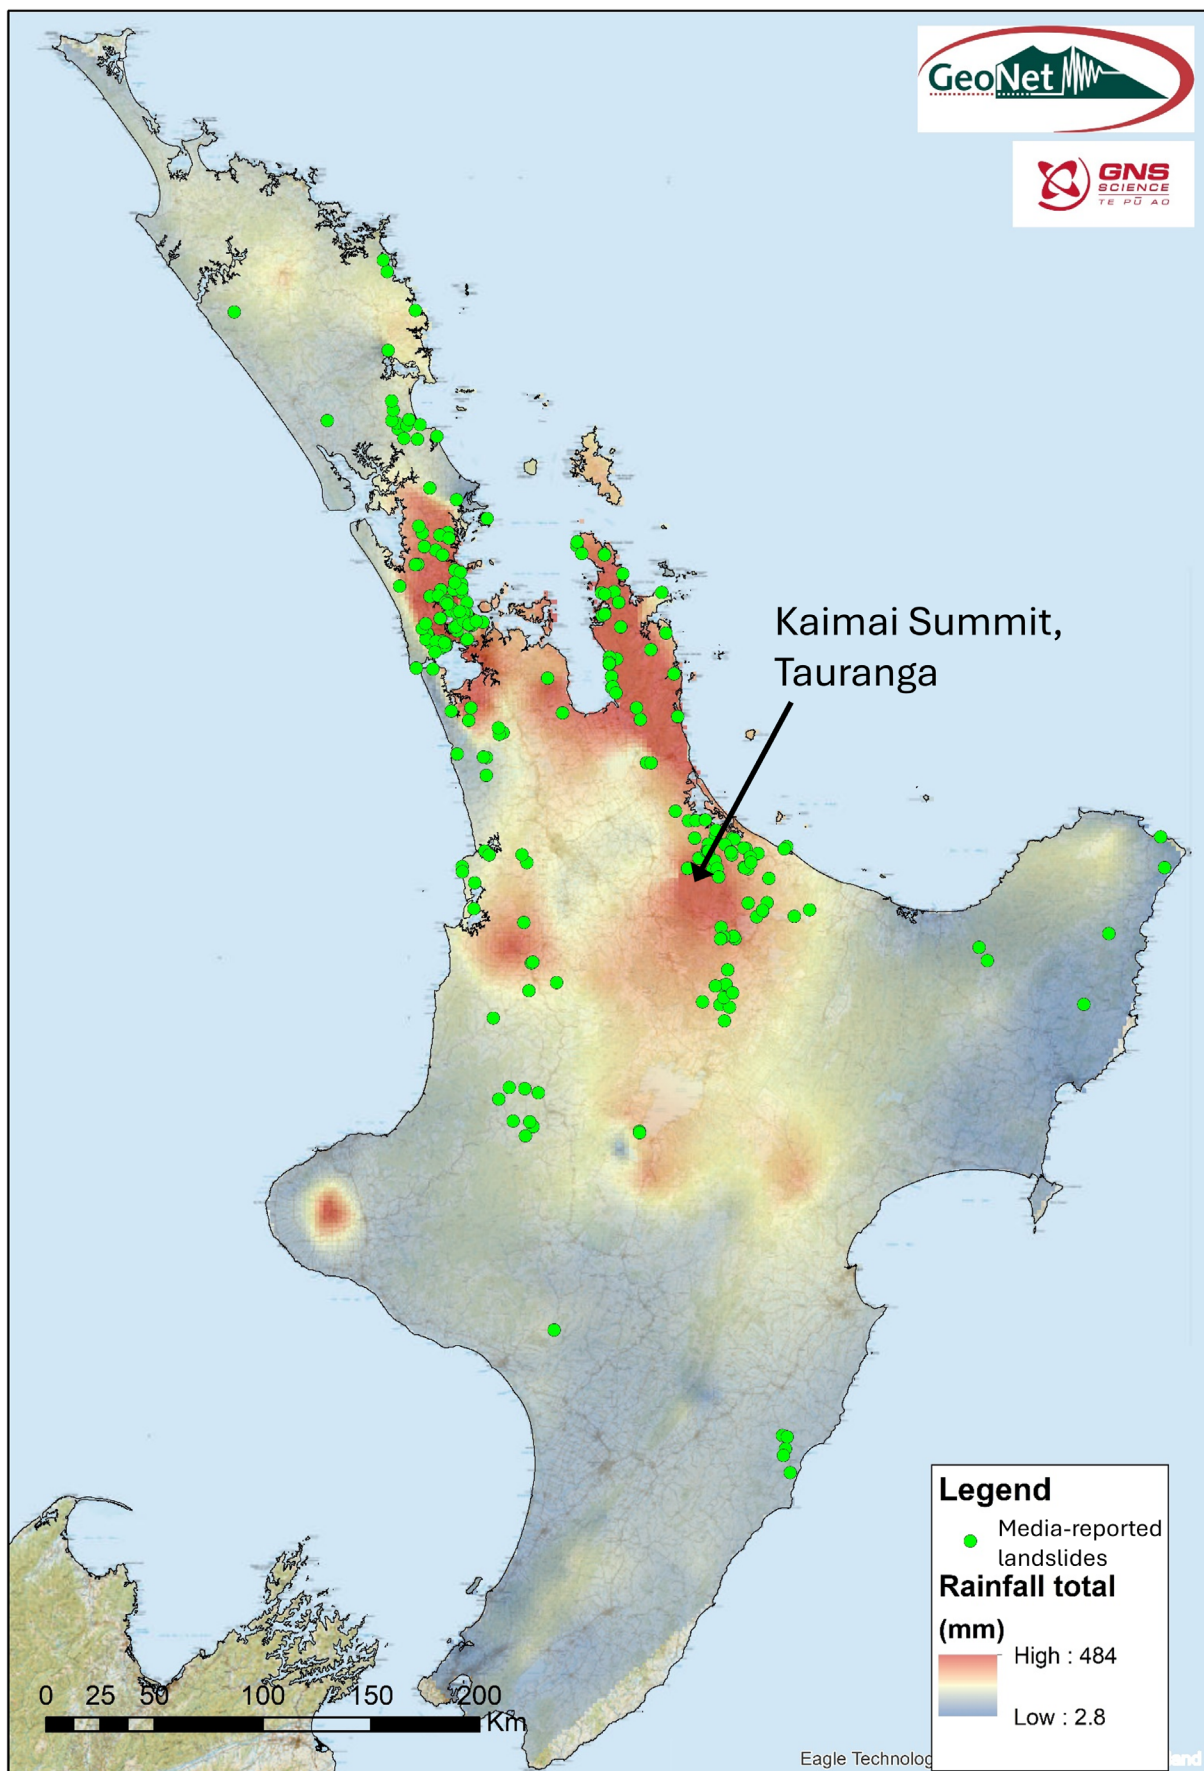 GeoNet
GNS
SCIENCE
TE PŪ AO
Kaimai Summit,
Tauranga
Legend
Media-reported
landslides
Rainfall total
(mm)
High : 484
Low : 2.8
0 25 50 100 150 200
Km
Eagle Technolog